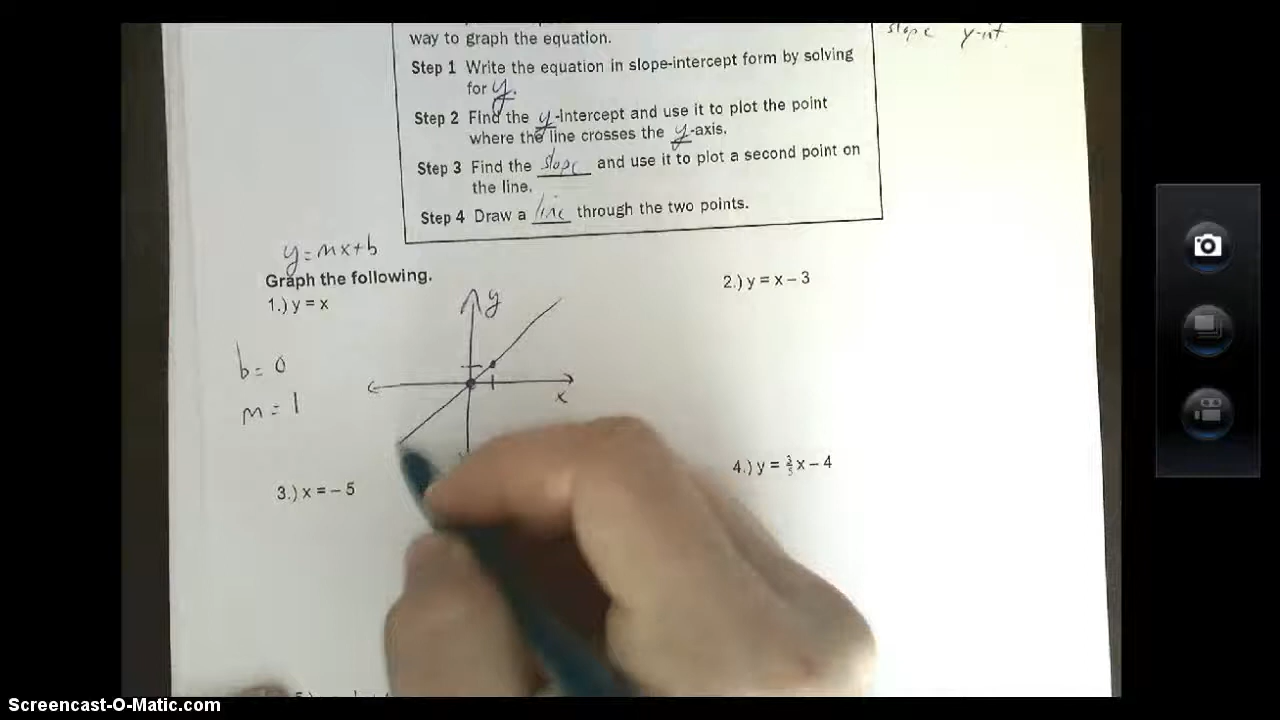 slope y-int
way to graph the equation.
Step 1 Write the equation in slope-intercept form by solving
for y.
Step 2 Find the y-intercept and use it to plot the point
where the line crosses the y-axis.
Step 3 Find the slope and use it to plot a second point on
the line.
Step 4 Draw a line through the two points.
y=mx+b
Graph the following.
1.) y = x
y
2.) y = x – 3
b= 0
m = 1
x
3.) x = – 5
4.) y = 3/5 x – 4
Screencast-O-Matic.com